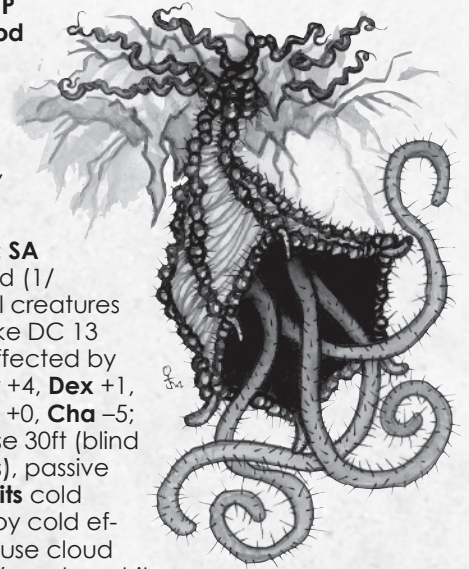 P
od
,
SA
d (1/
l creatures
ke DC 13
ffected by
+4, Dex +1,
+0, Cha –5;
se 30ft (blind
s), passive
its cold
by cold ef-
use cloud